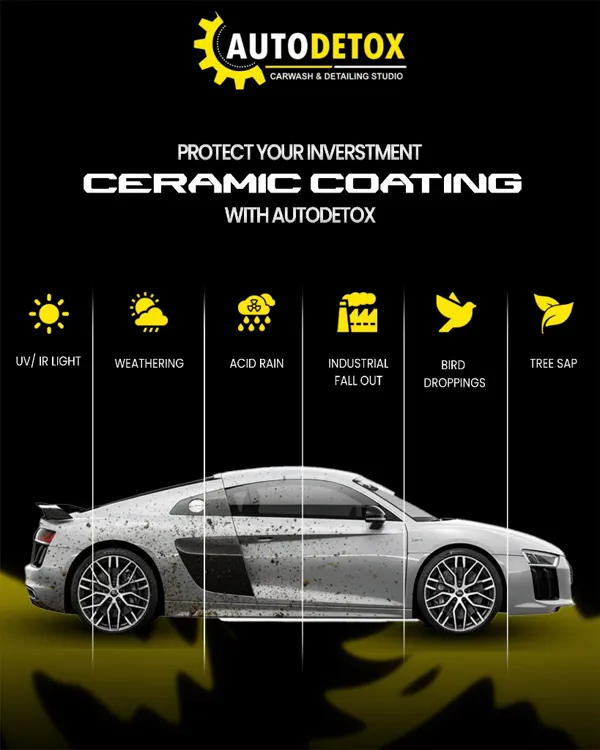 AUTODETOX
CARWASH & DETAILING STUDIO
PROTECT YOUR INVERSTMENT
CERAMIC COATING
WITH AUTODETOX
UV/ IR LIGHT
WEATHERING
ACID RAIN
INDUSTRIAL
FALL OUT
BIRD
DROPPINGS
TREE SAP